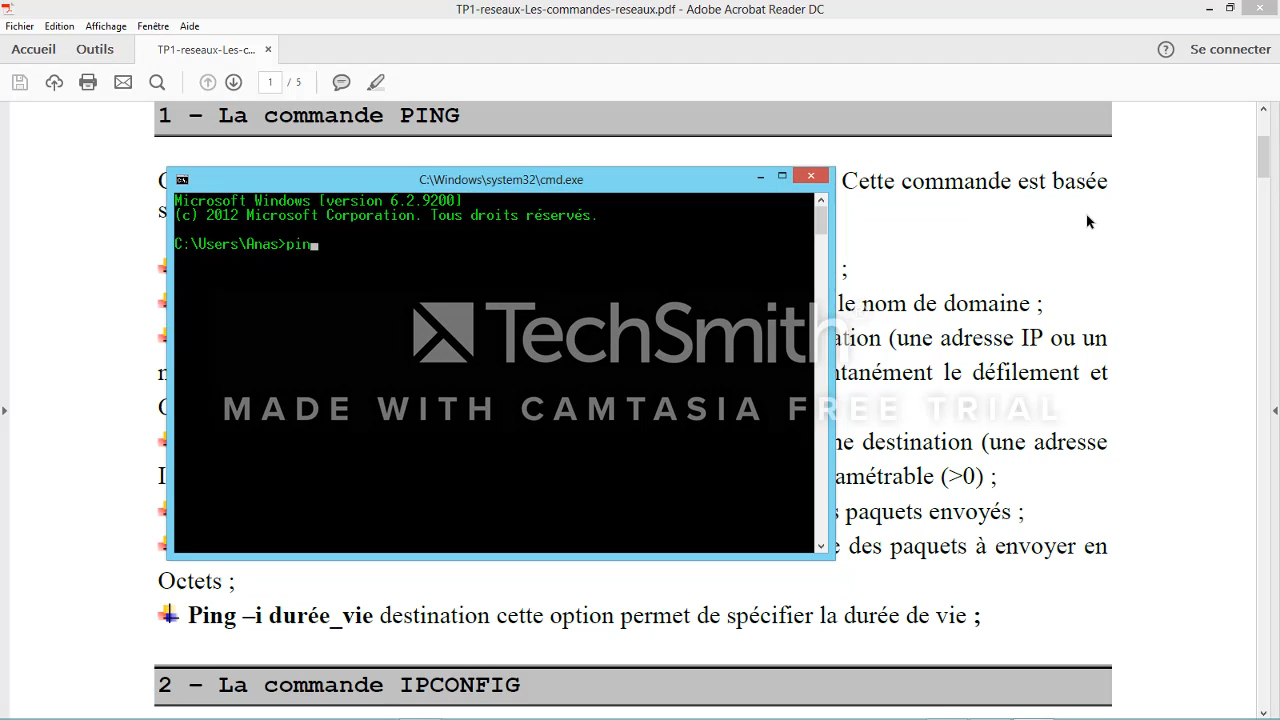 TP1-reseaux-Les-commandes-reseaux.pdf - Adobe Acrobat Reader DC
Fichier Edition Affichage Fenêtre Aide
Accueil Outils TP1-reseaux-Les-c... × Se connecter
1 / 5
1 – La commande PING
Cette commande est basée
C:\Windows\system32\cmd.exe
Microsoft Windows [version 6.2.9200]
(c) 2012 Microsoft Corporation. Tous droits réservés.
C:\Users\Anas>pin
;
le nom de domaine ;
ation (une adresse IP ou un
ntanément le défilement et
ne destination (une adresse
amétrable (>0) ;
s paquets envoyés ;
e des paquets à envoyer en
Octets ;
Ping –i durée_vie destination cette option permet de spécifier la durée de vie ;
2 – La commande IPCONFIG
TechSmith
MADE WITH CAMTASIA FREE TRIAL